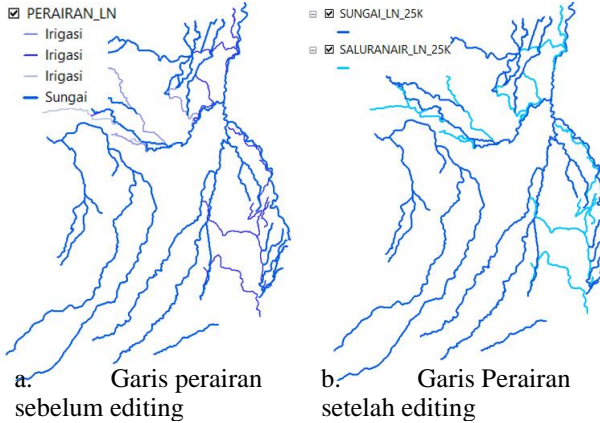 PERAIRAN_LN
Irigasi
Irigasi
Irigasi
Sungai
SUNGAI_LN_25K
SALURANAIR_LN_25K
a. Garis perairan
sebelum editing
b. Garis Perairan
setelah editing